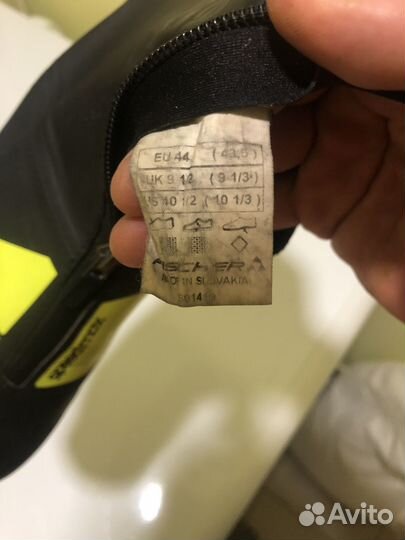 EU 44 (43,5)
UK 9 1/2 (9 1/3)
US 10 1/2 (10 1/3)
FISCHER
MADE IN SLOVAKIA
Avito